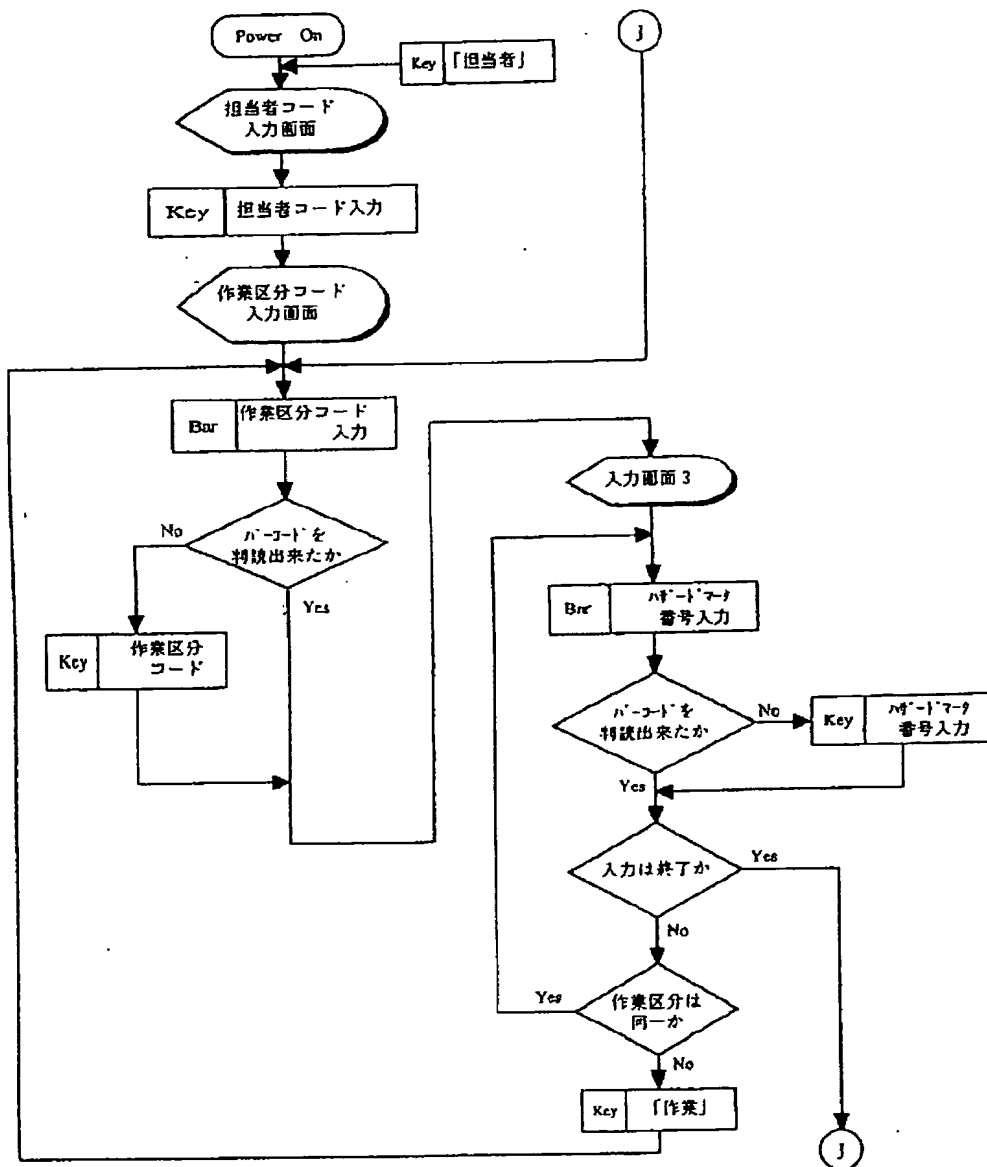 Power On
J
Key 「担当者」
担当者コード
入力画面
Key 担当者コード入力
作業区分コード
入力画面
Bar 作業区分コード
入力
入力画面 3
No
バーコードを
判読出来たか
Yes
Bar ハザードマータ
番号入力
Key 作業区分
コード
バーコードを
判読出来たか
No
Key ハザードマータ
番号入力
Yes
入力は終了か
Yes
No
Yes
作業区分は
同一か
No
Key 「作業」
J